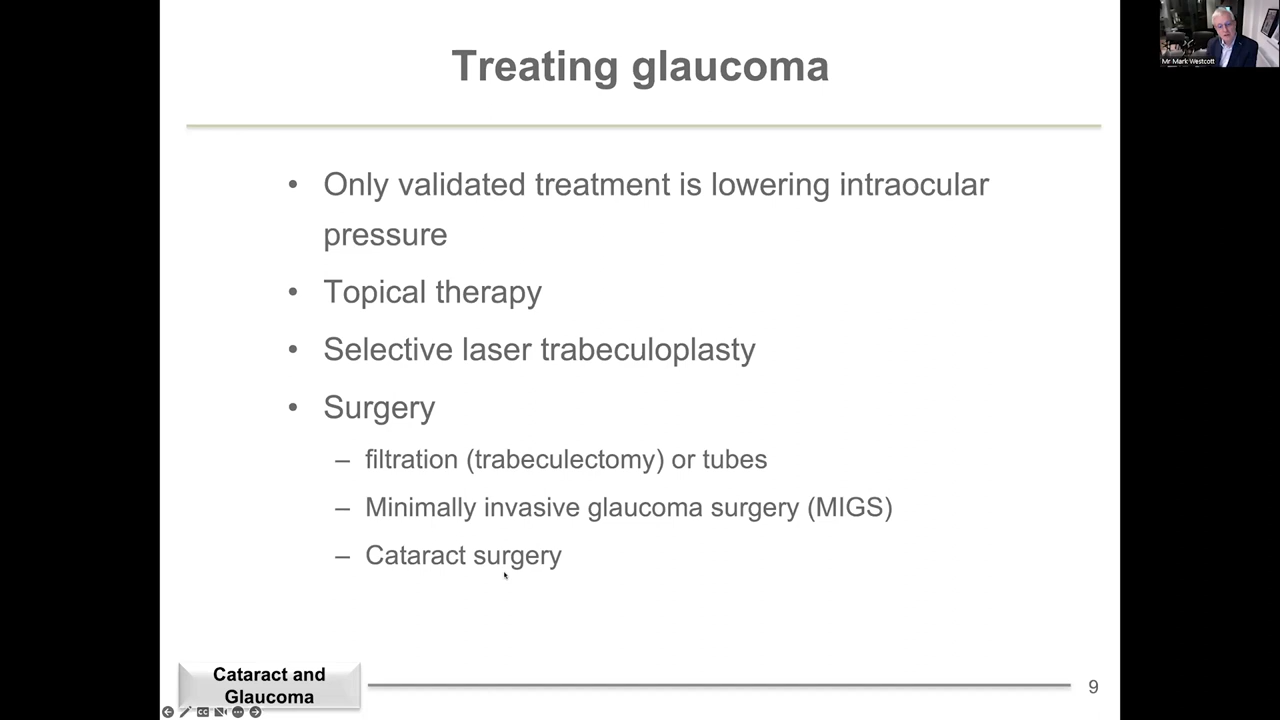 Treating glaucoma
Mr Mark Westcott
• Only validated treatment is lowering intraocular
pressure
• Topical therapy
• Selective laser trabeculoplasty
• Surgery
– filtration (trabeculectomy) or tubes
– Minimally invasive glaucoma surgery (MIGS)
– Cataract surgery
Cataract and
Glaucoma
9
CC